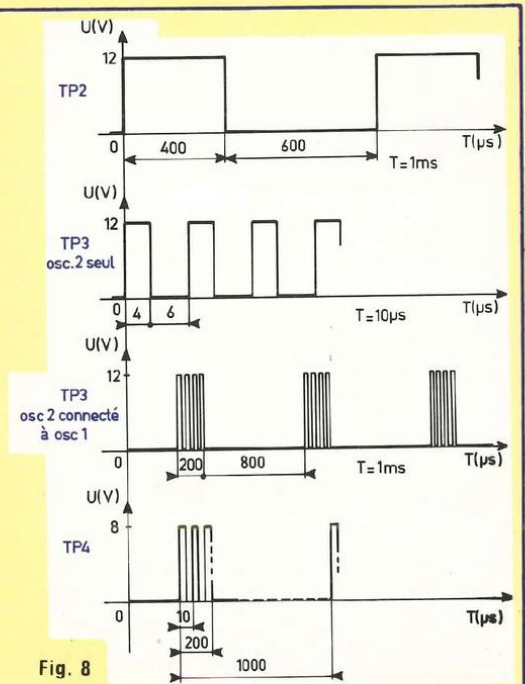 U(V)
12
TP2
0
T(µs)
400
600
T=1ms
U(V)
12
TP3
osc.2 seul
0
T(µs)
4
6
T=10µs
U(V)
12
TP3
osc 2 connecté
à osc 1
0
T(µs)
200
800
T=1ms
U(V)
8
TP4
0
T(µs)
10
200
1000
Fig. 8